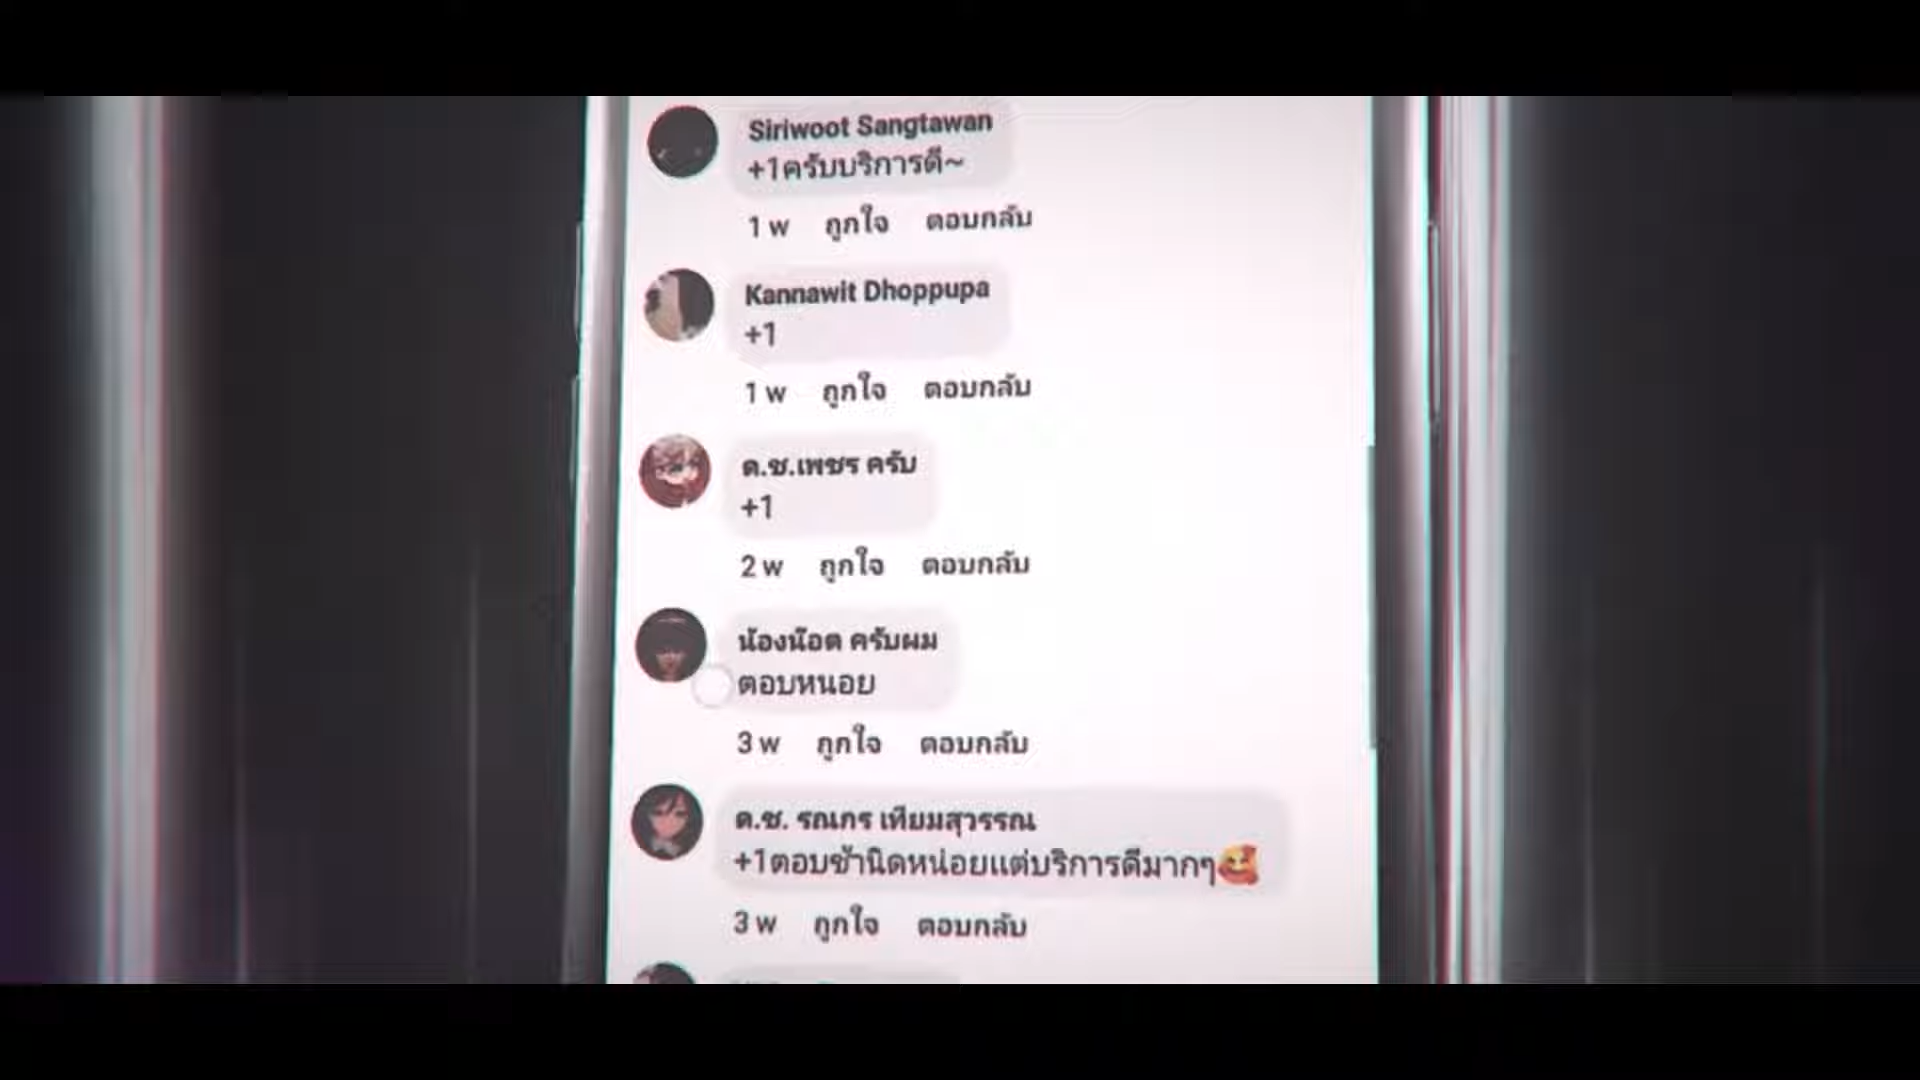 Siriwoot Sangtawan
+1ครับบริการดี~
1 w ถูกใจ ตอบกลับ
Kannawit Dhoppupa
+1
1 w ถูกใจ ตอบกลับ
ด.ช.เพชร ครับ
+1
2 w ถูกใจ ตอบกลับ
น้องน๊อต ครับผม
ตอบหนอย
3 w ถูกใจ ตอบกลับ
ด.ช. รณกร เทียมสุวรรณ
+1ตอบช้านิดหน่อยแต่บริการดีมากๆ🥰
3 w ถูกใจ ตอบกลับ